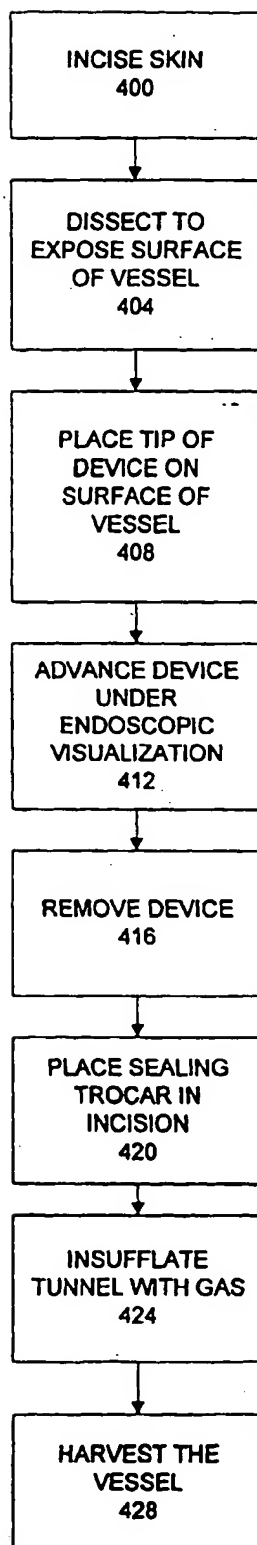 INCISE SKIN
400
DISSECT TO
EXPOSE SURFACE
OF VESSEL
404
PLACE TIP OF
DEVICE ON
SURFACE OF
VESSEL
408
ADVANCE DEVICE
UNDER
ENDOSCOPIC
VISUALIZATION
412
REMOVE DEVICE
416
PLACE SEALING
TROCAR IN
INCISION
420
INSUFFLATE
TUNNEL WITH GAS
424
HARVEST THE
VESSEL
428